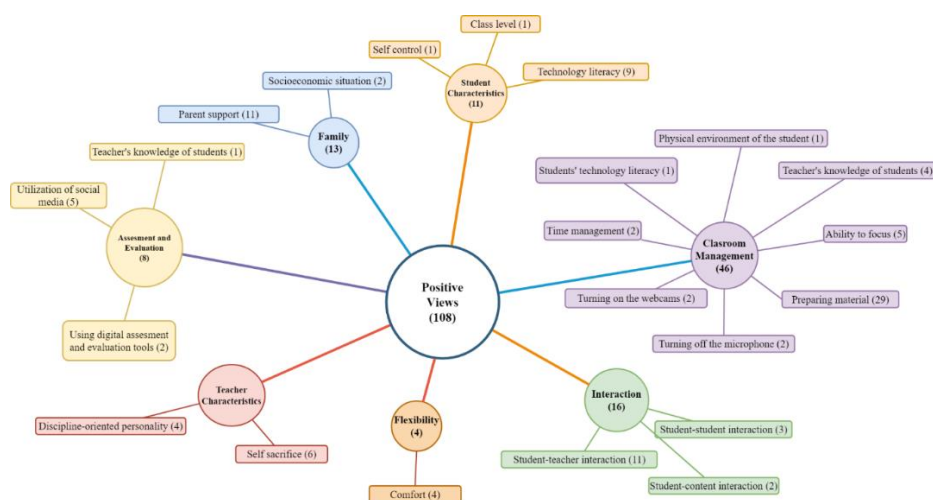 Class level (1)
Self control (1)
Student
Characteristics
(11)
Technology literacy (9)
Socioeconomic situation (2)
Parent support (11)
Family
(13)
Teacher's knowledge of students (1)
Utilization of social
media (5)
Assesment and
Evaluation
(8)
Using digital assesment
and evaluation tools (2)
Physical environment of the student (1)
Students' technology literacy (1)
Teacher's knowledge of students (4)
Time management (2)
Clasroom
Management
(46)
Ability to focus (5)
Turning on the webcams (2)
Preparing material (29)
Turning off the microphone (2)
Positive
Views
(108)
Teacher
Characteristics
Discipline-oriented personality (4)
Self sacrifice (6)
Flexibility
(4)
Comfort (4)
Interaction
(16)
Student-student interaction (3)
Student-teacher interaction (11)
Student-content interaction (2)